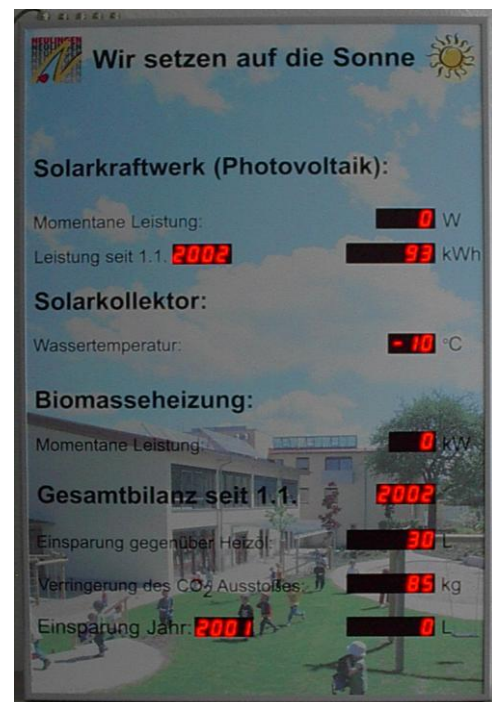 NEULINGEN
Wir setzen auf die Sonne
Solarkraftwerk (Photovoltaik):
Momentane Leistung: 0 W
Leistung seit 1.1. 2002 93 kWh
Solarkollektor:
Wassertemperatur: -10 °C
Biomasseheizung:
Momentane Leistung: 0 kW
Gesamtbilanz seit 1.1. 2002
Einsparung gegenüber Heizöl: 30 L
Verringerung des CO₂ Ausstoßes: 85 kg
Einsparung Jahr: 2001 0 L